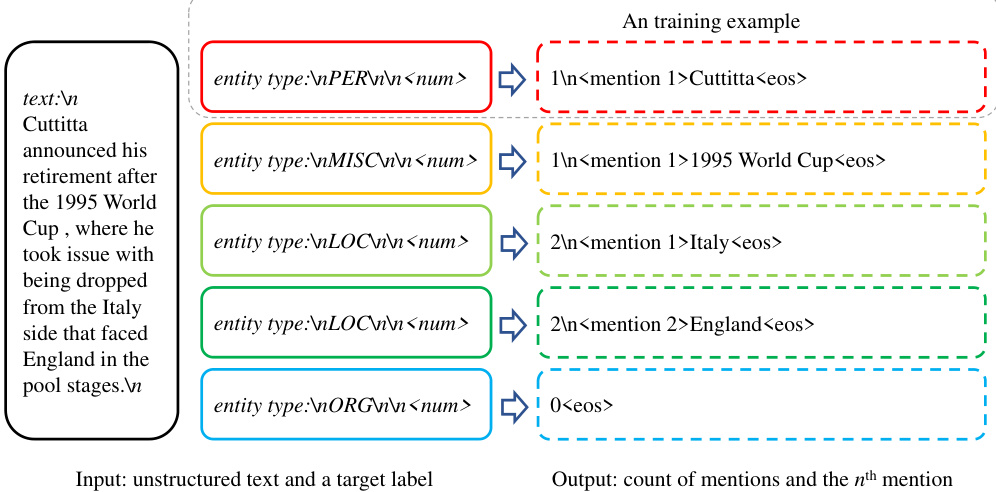 An training example
text:\n
Cuttitta
announced his
retirement after
the 1995 World
Cup , where he
took issue with
being dropped
from the Italy
side that faced
England in the
pool stages.\n
entity type:\nPER\n\n<num>
1\n<mention 1>Cuttitta<eos>
entity type:\nMISC\n\n<num>
1\n<mention 1>1995 World Cup<eos>
entity type:\nLOC\n\n<num>
2\n<mention 1>Italy<eos>
entity type:\nLOC\n\n<num>
2\n<mention 2>England<eos>
entity type:\nORG\n\n<num>
0<eos>
Input: unstructured text and a target label
Output: count of mentions and the nth mention